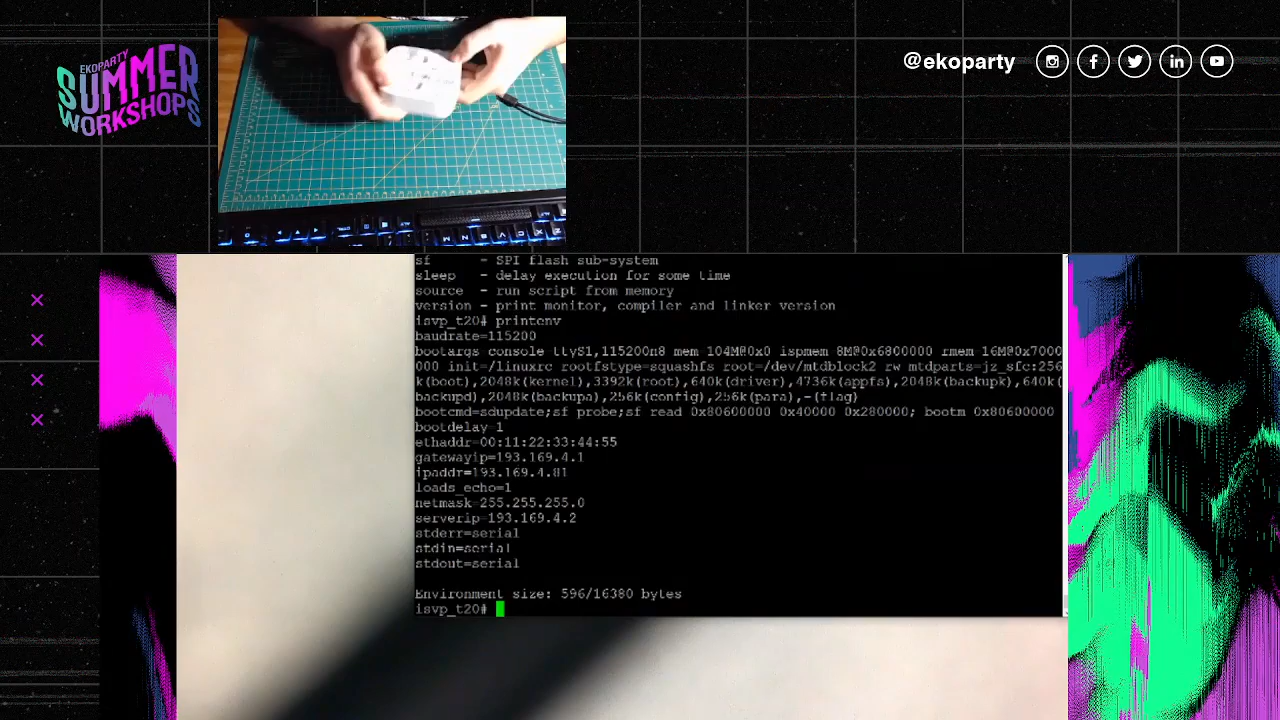 EKOPARTY
SUMMER
WORKSHOPS
@ekoparty
sf - SPI flash sub-system
sleep - delay execution for some time
source - run script from memory
version - print monitor, compiler and linker version
isvp_t20# printenv
baudrate=115200
bootargs console ttyS1,115200n8 mem 104M@0x0 ispmem 8M@0x6800000 rmem 16M@0x7000
000 init=/linuxrc rootfstype=squashfs root=/dev/mtdblock2 rw mtdparts=jz_sfc:256
k(boot),2048k(kernel),3392k(root),640k(driver),4736k(appfs),2048k(backupk),640k(
backupd),2048k(backupa),256k(config),256k(para),-(flag)
bootcmd=sdupdate;sf probe;sf read 0x80600000 0x40000 0x280000; bootm 0x80600000
bootdelay=1
ethaddr=00:11:22:33:44:55
gatewayip=193.169.4.1
ipaddr=193.169.4.81
loads_echo=1
netmask=255.255.255.0
serverip=193.169.4.2
stderr=serial
stdin=serial
stdout=serial
Environment size: 596/16380 bytes
isvp_t20#